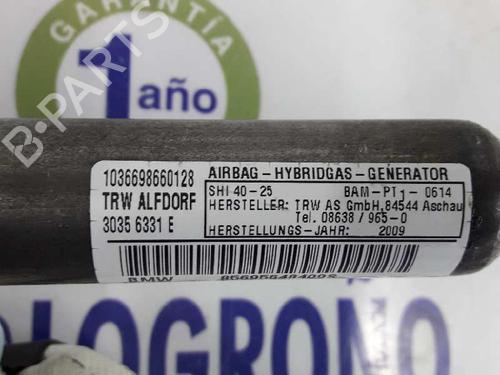 GARANTÍA
1 año
B-PARTS
1036698660128
TRW ALFDORF
3035 6331 E
AIRBAG-HYBRIDGAS-GENERATOR
SHI 40-25 BAM-PT1-0614
HERSTELLER: TRW AS GmbH,84544 Aschau
Tel. 08638/965-0
HERSTELLUNGS-JAHR: 2009
BMW
LOGROÑO